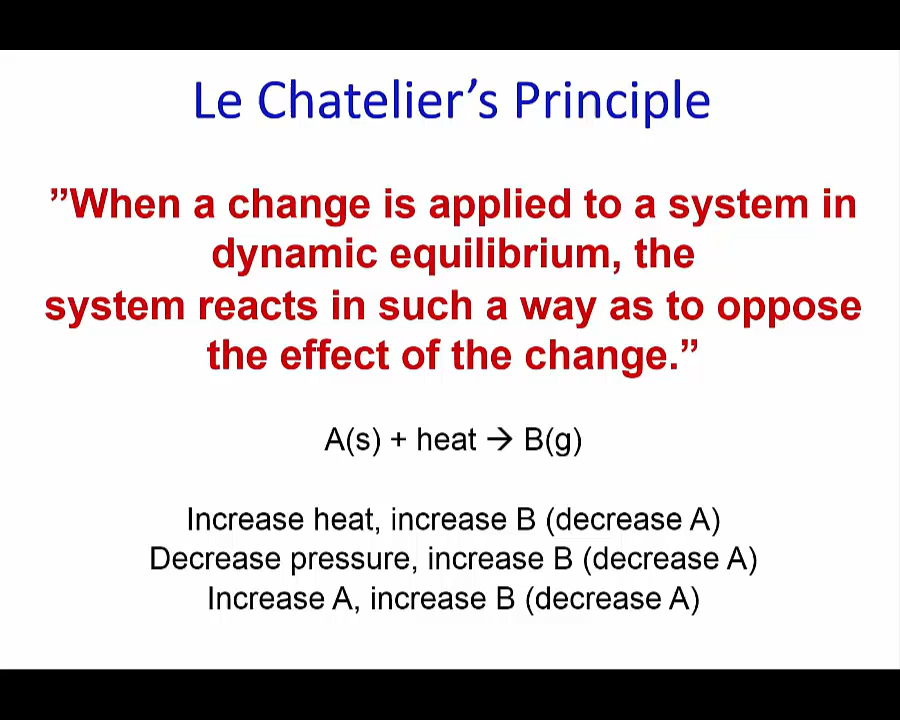 Le Chatelier’s Principle
”When a change is applied to a system in
dynamic equilibrium, the
system reacts in such a way as to oppose
the effect of the change.”
A(s) + heat → B(g)
Increase heat, increase B (decrease A)
Decrease pressure, increase B (decrease A)
Increase A, increase B (decrease A)